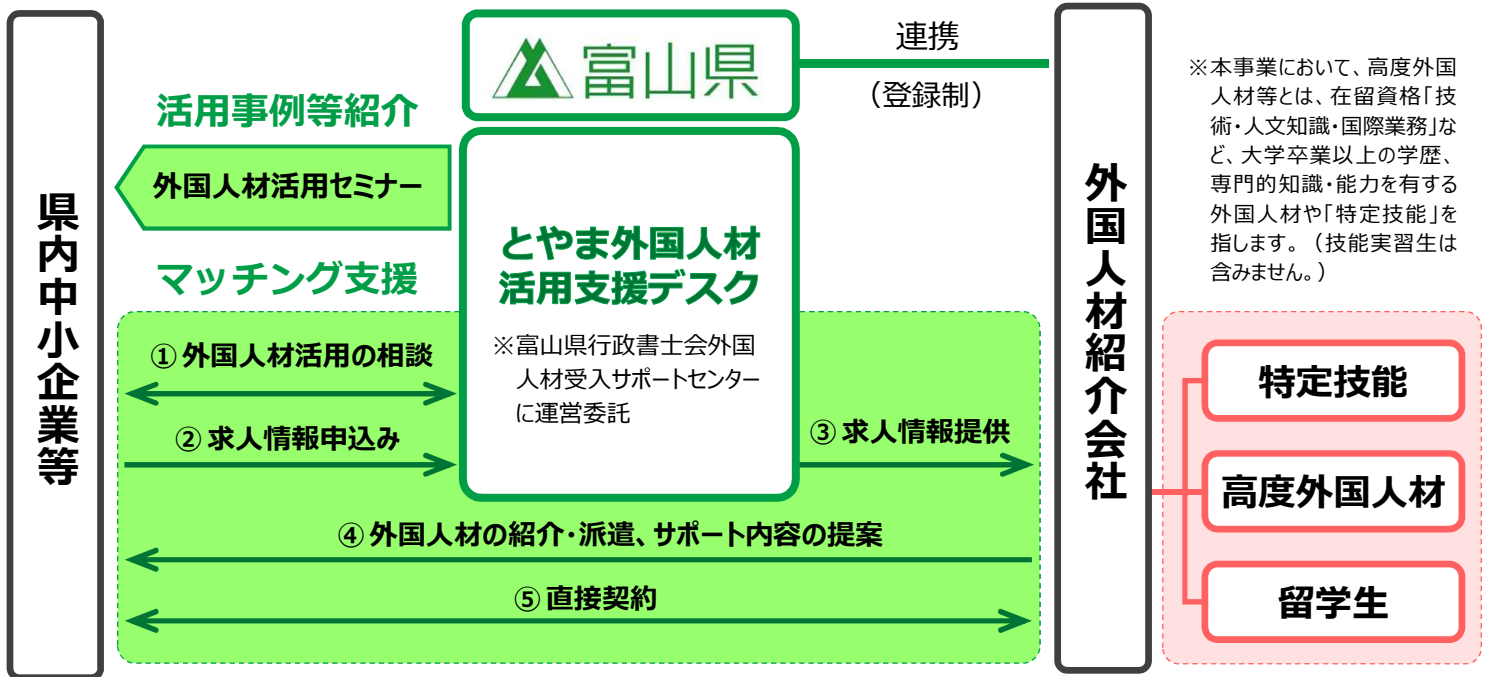 富山県
連携
（登録制）
活用事例等紹介
外国人材活用セミナー
県内中小企業等
とやま外国人材
活用支援デスク
※富山県行政書士会外国
人材受入サポートセンター
に運営委託
マッチング支援
①外国人材活用の相談
②求人情報申込み
③求人情報提供
④外国人材の紹介・派遣、サポート内容の提案
⑤直接契約
外国人材紹介会社
※本事業において、高度外国
人材等とは、在留資格「技
術・人文知識・国際業務」な
ど、大学卒業以上の学歴、
専門的知識・能力を有する
外国人材や「特定技能」を
指します。（技能実習生は
含みません。）
特定技能
高度外国人材
留学生